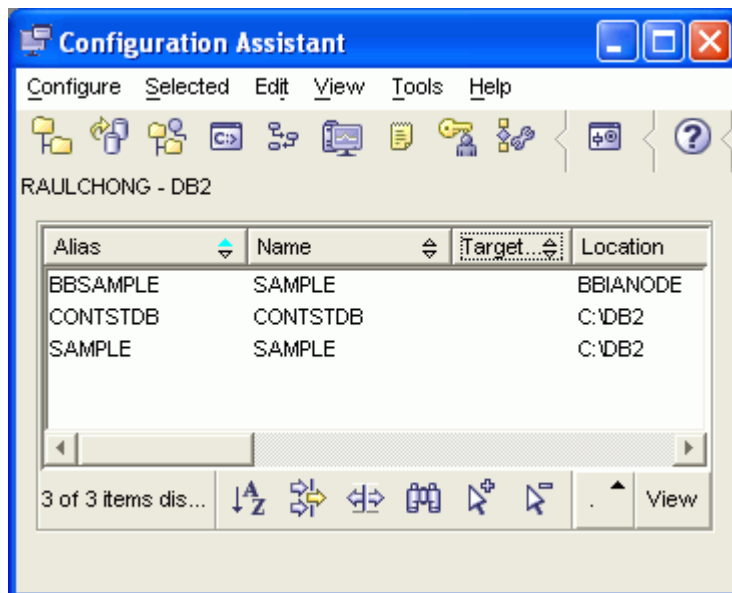 Configuration Assistant
Configure Selected Edit View Tools Help
C:>
?
RAULCHONG - DB2
Alias Name Target... Location
BBSAMPLE SAMPLE BBIANODE
CONTSTDB CONTSTDB C:\DB2
SAMPLE SAMPLE C:\DB2
3 of 3 items dis... AZ . View